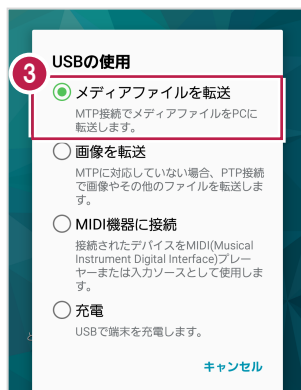 USBの使用
3
メディアファイルを転送
MTP接続でメディアファイルをPCに
転送します。
画像を転送
MTPに対応していない場合、PTP接続
で画像やその他のファイルを転送しま
す。
MIDI機器に接続
接続されたデバイスをMIDI(Musical
Instrument Digital Interface)プレー
ヤーまたは入力ソースとして使用しま
す。
充電
USBで端末を充電します。
と
キャンセル